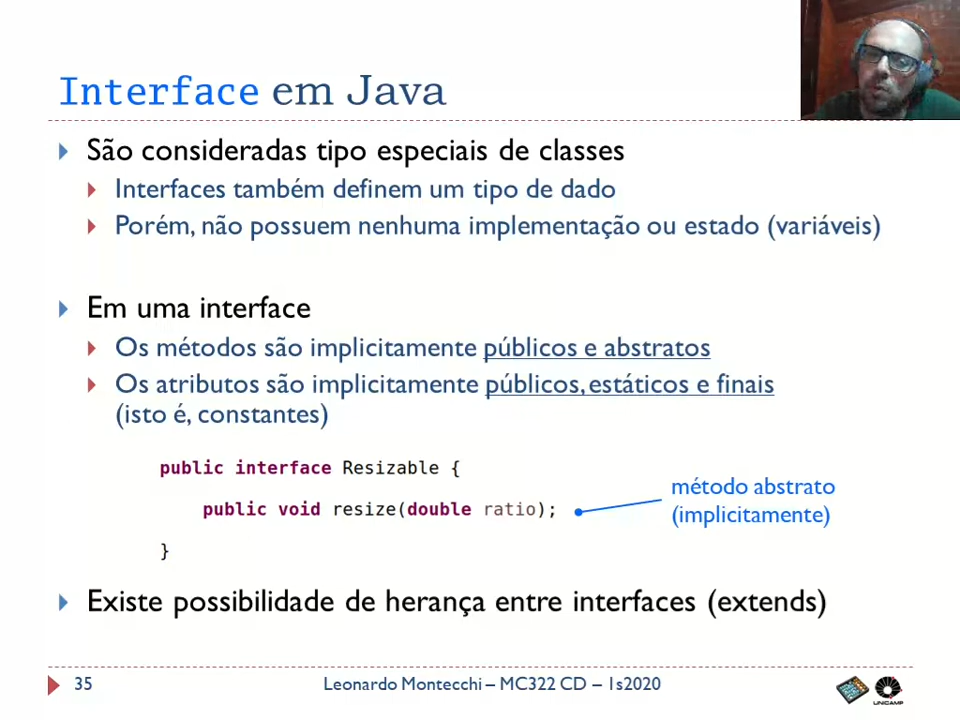 Interface em Java
São consideradas tipo especiais de classes
Interfaces também definem um tipo de dado
Porém, não possuem nenhuma implementação ou estado (variáveis)
Em uma interface
Os métodos são implicitamente públicos e abstratos
Os atributos são implicitamente públicos, estáticos e finais
(isto é, constantes)
public interface Resizable {
public void resize(double ratio);
}
método abstrato
(implicitamente)
Existe possibilidade de herança entre interfaces (extends)
35
Leonardo Montecchi – MC322 CD – 1s2020
UNICAMP